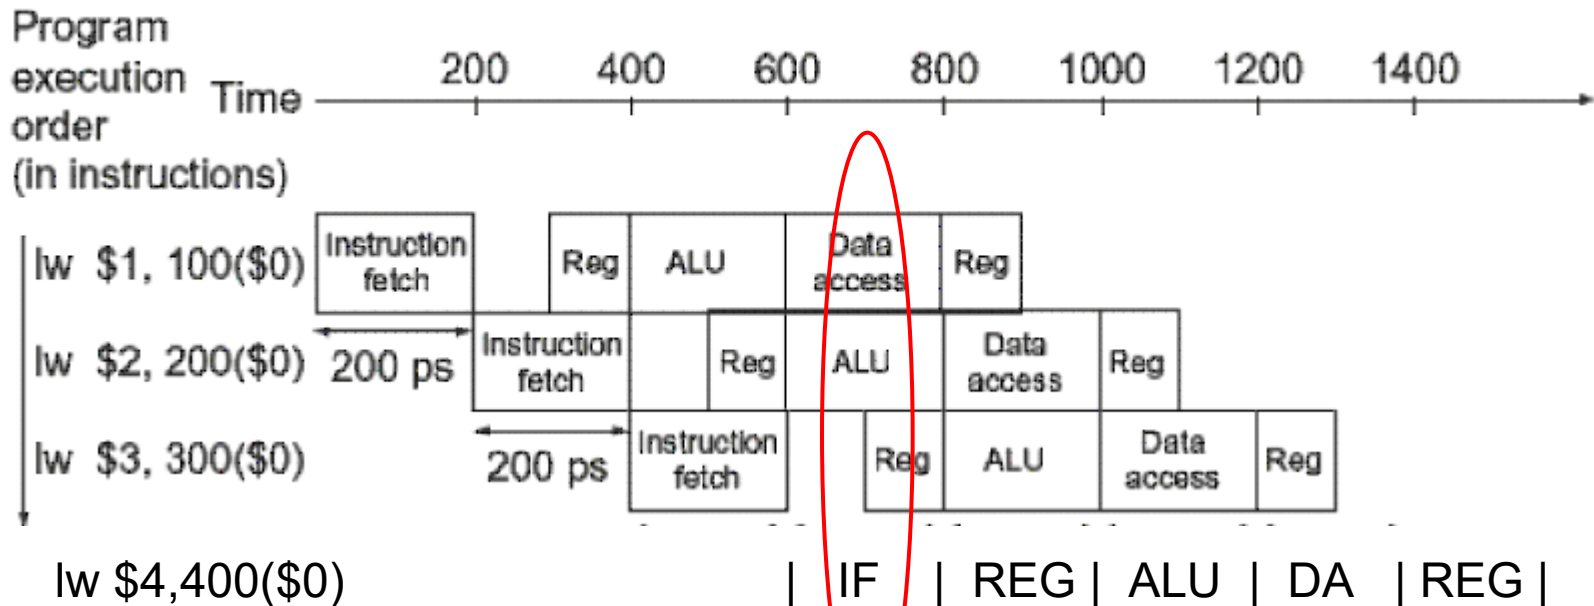 Program
execution
order
(in instructions)
Time 200 400 600 800 1000 1200 1400
lw $1, 100($0) Instruction fetch Reg ALU Data access Reg
lw $2, 200($0) 200 ps Instruction fetch Reg ALU Data access Reg
lw $3, 300($0) 200 ps Instruction fetch Reg ALU Data access Reg
lw $4,400($0) | IF | REG | ALU | DA | REG |